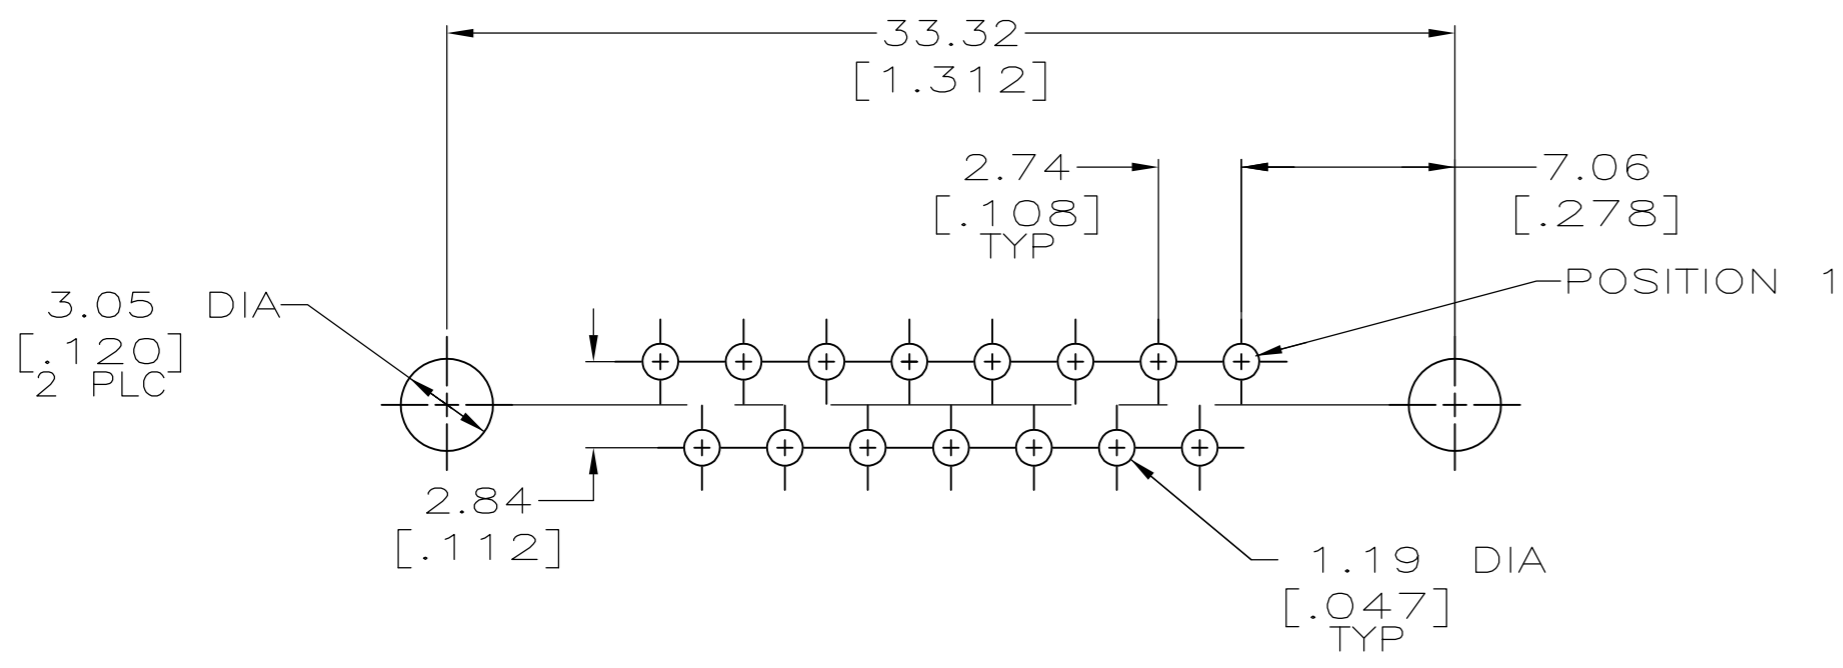 33.32
[1.312]
2.74
[.108]
TYP
7.06
[.278]
POSITION 1
3.05 DIA
[.120]
2 PLC
2.84
[.112]
1.19 DIA
[.047]
TYP